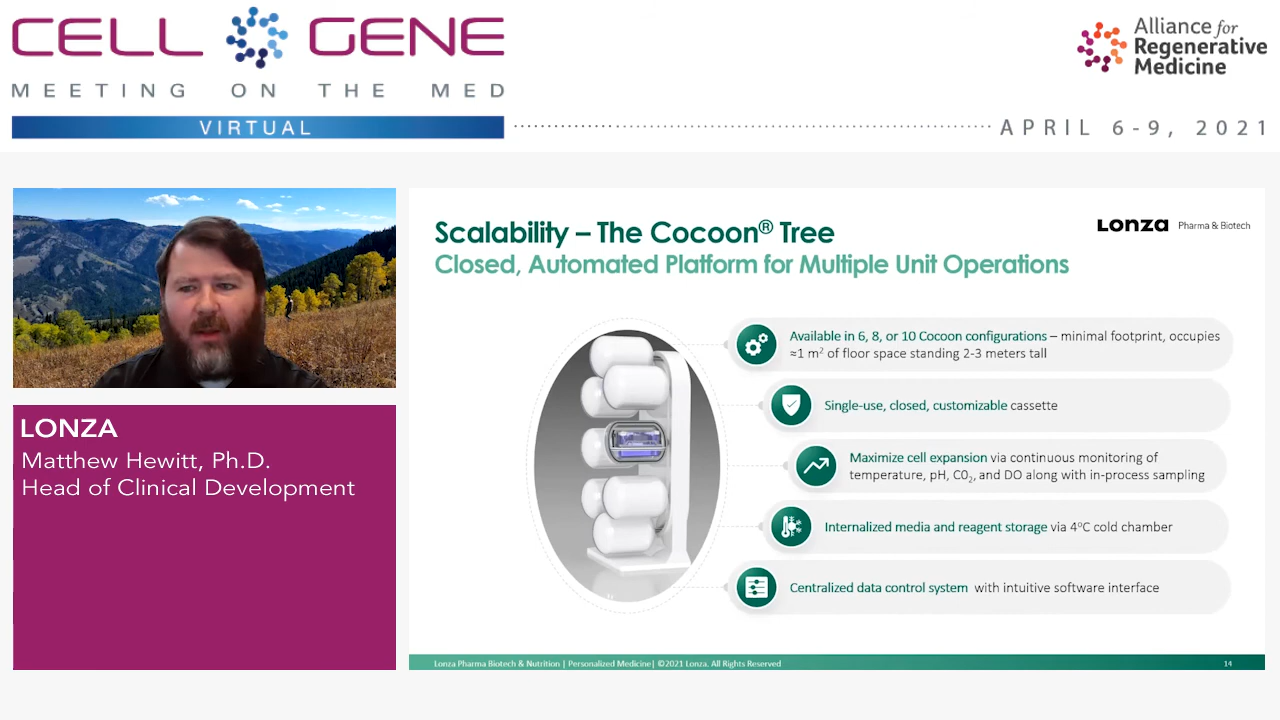 CELL GENE
MEETING ON THE MED
VIRTUAL
Alliance for
Regenerative
Medicine
APRIL 6-9, 2021
LONZA
Matthew Hewitt, Ph.D.
Head of Clinical Development
Scalability – The Cocoon® Tree
Closed, Automated Platform for Multiple Unit Operations
Lonza Pharma & Biotech
Available in 6, 8, or 10 Cocoon configurations – minimal footprint, occupies
≈1 m² of floor space standing 2-3 meters tall
Single-use, closed, customizable cassette
Maximize cell expansion via continuous monitoring of
temperature, pH, CO₂, and DO along with in-process sampling
Internalized media and reagent storage via 4°C cold chamber
Centralized data control system with intuitive software interface
Lonza Pharma Biotech & Nutrition | Personalized Medicine| ©2021 Lonza. All Rights Reserved
14